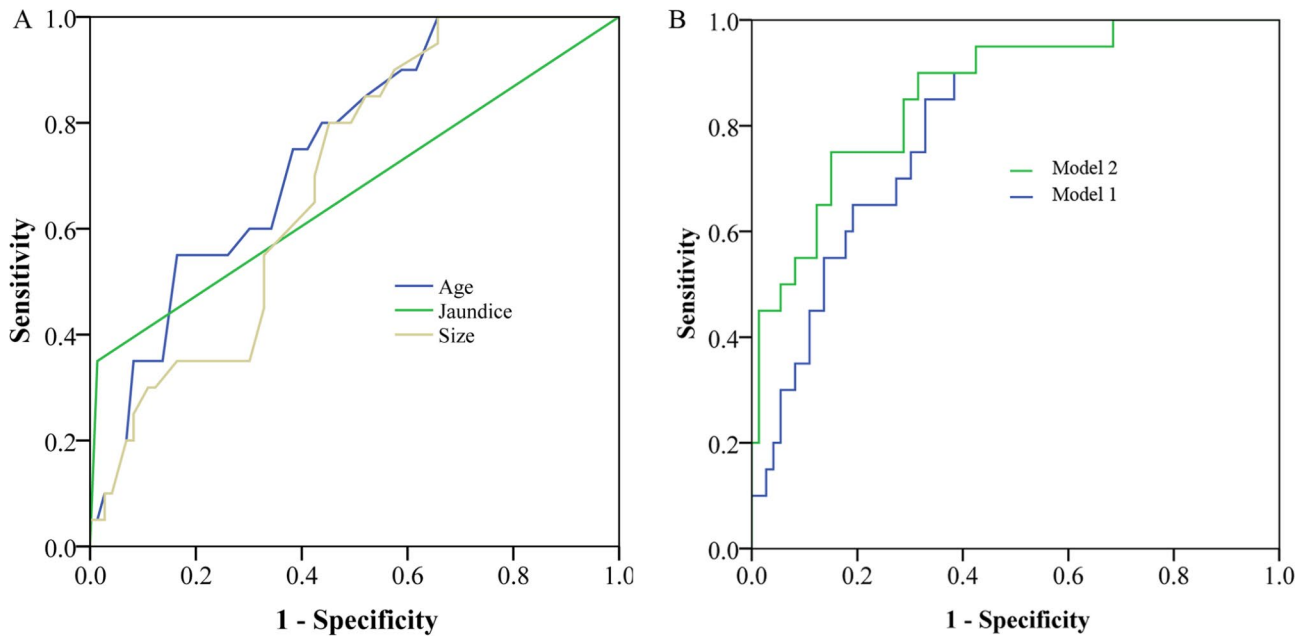 A
1.0
0.8
0.6
0.4
0.2
0.0
Sensitivity
Age
Jaundice
Size
0.0 0.2 0.4 0.6 0.8 1.0
1 - Specificity
B
1.0
0.8
0.6
0.4
0.2
0.0
Sensitivity
Model 2
Model 1
0.0 0.2 0.4 0.6 0.8 1.0
1 - Specificity